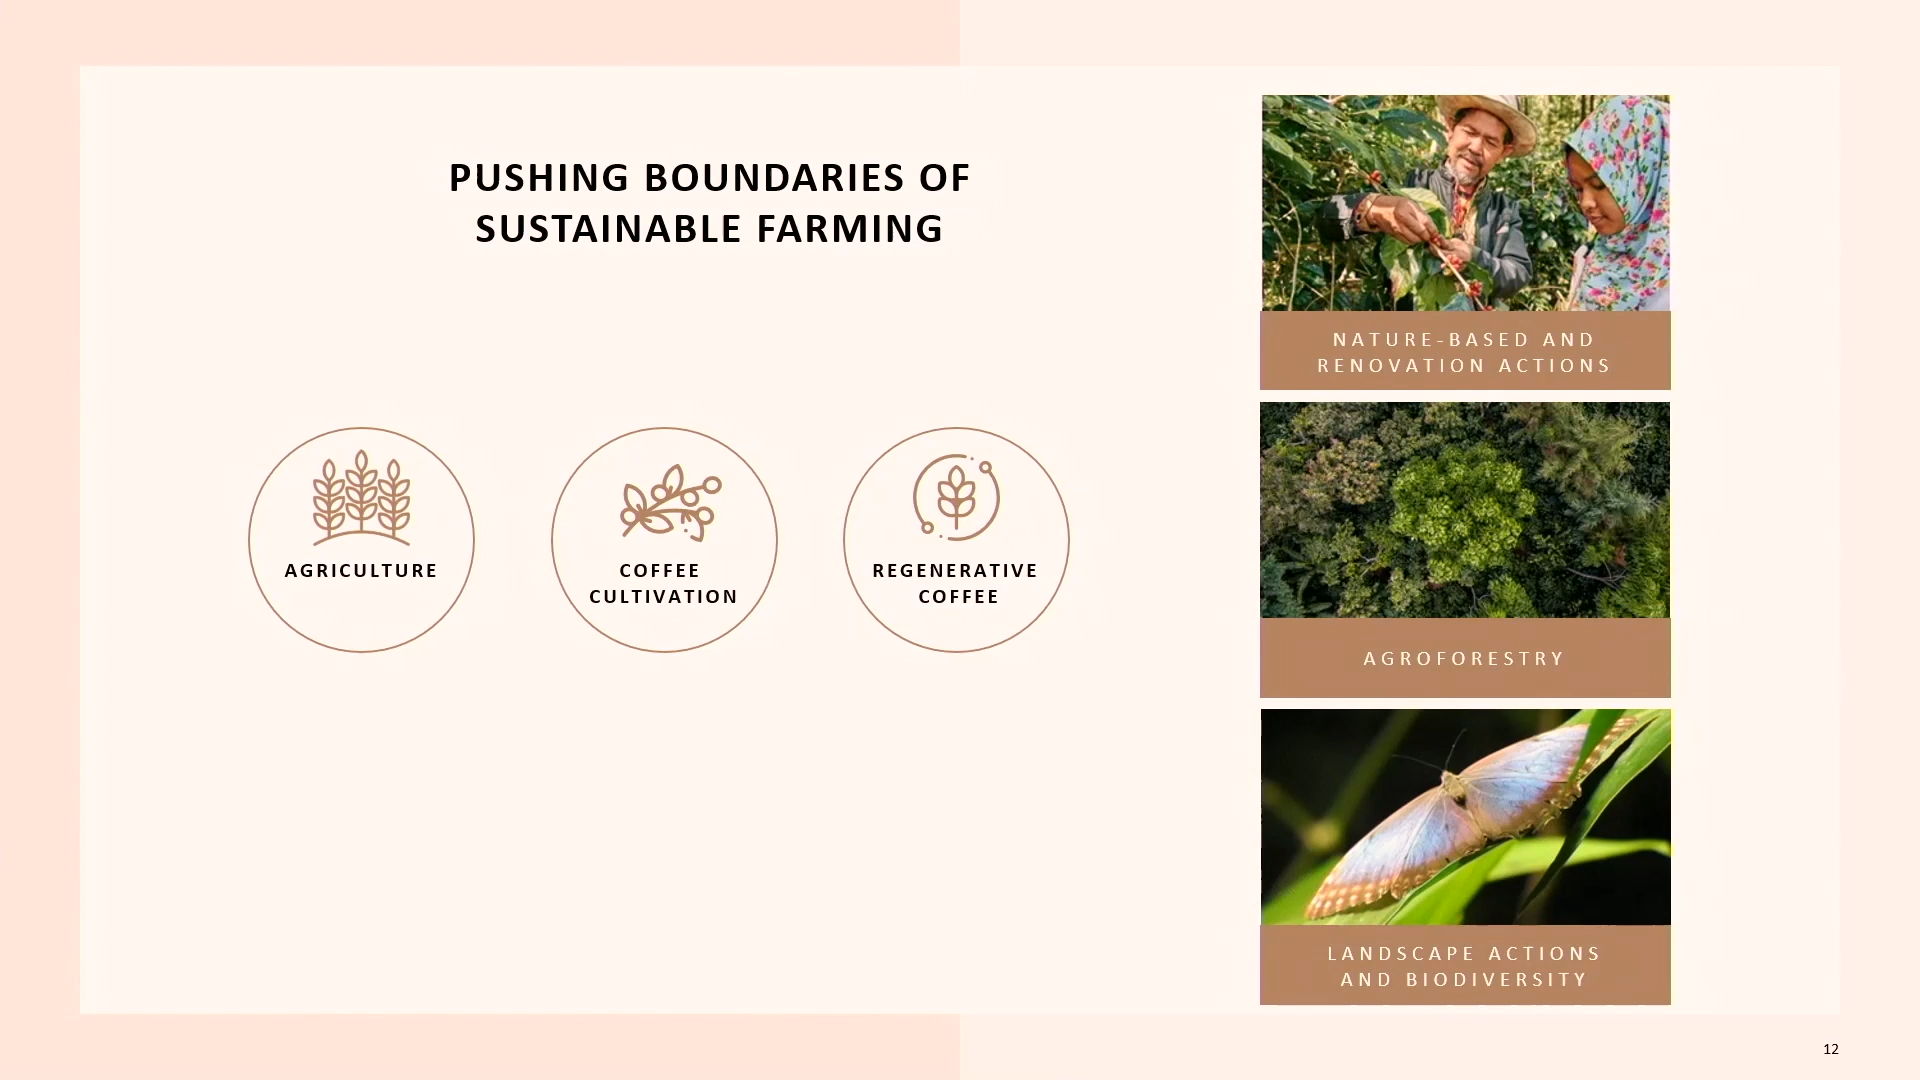 PUSHING BOUNDARIES OF
SUSTAINABLE FARMING
AGRICULTURE
COFFEE
CULTIVATION
REGENERATIVE
COFFEE
NATURE-BASED AND
RENOVATION ACTIONS
AGROFORESTRY
LANDSCAPE ACTIONS
AND BIODIVERSITY
12